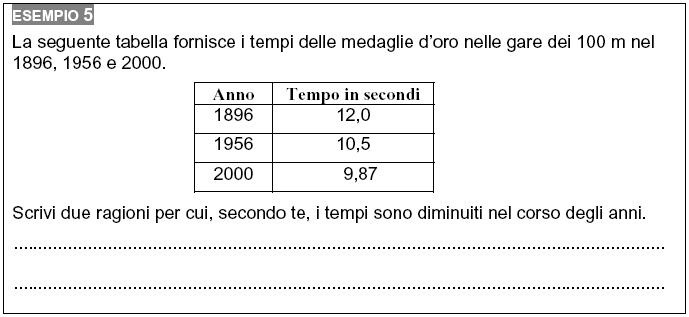 ESEMPIO 5
La seguente tabella fornisce i tempi delle medaglie d'oro nelle gare dei 100 m nel
1896, 1956 e 2000.
Anno Tempo in secondi
1896 12,0
1956 10,5
2000 9,87
Scrivi due ragioni per cui, secondo te, i tempi sono diminuiti nel corso degli anni.